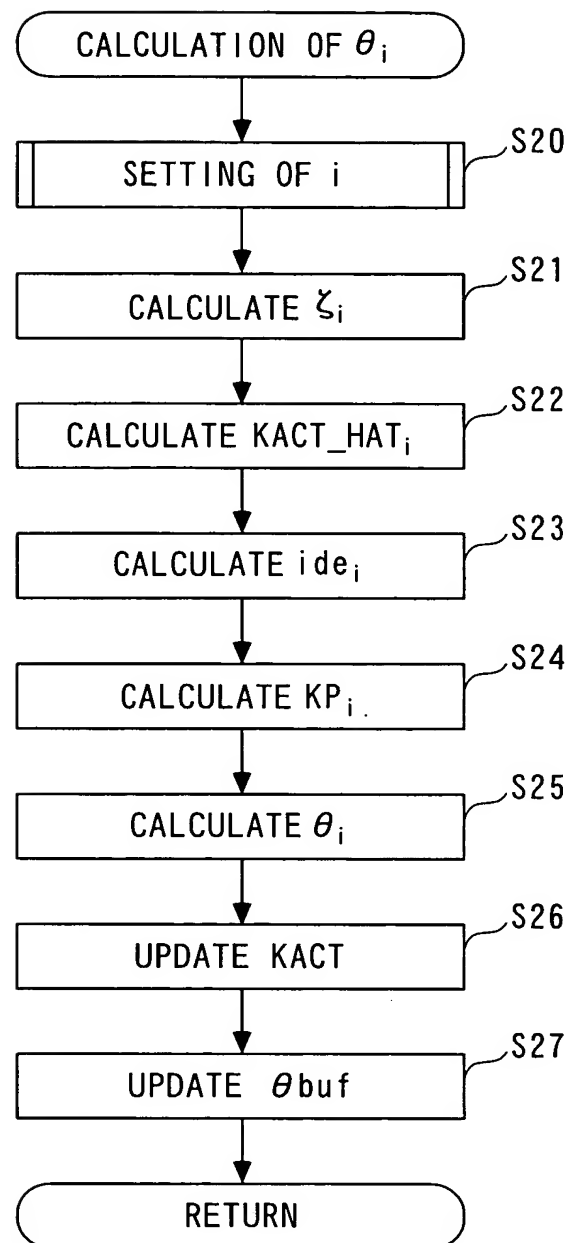 CALCULATION OF θi
S20
SETTING OF i
S21
CALCULATE ζi
S22
CALCULATE KACT_HATi
S23
CALCULATE idei
S24
CALCULATE KPi
S25
CALCULATE θi
S26
UPDATE KACT
S27
UPDATE θbuf
RETURN